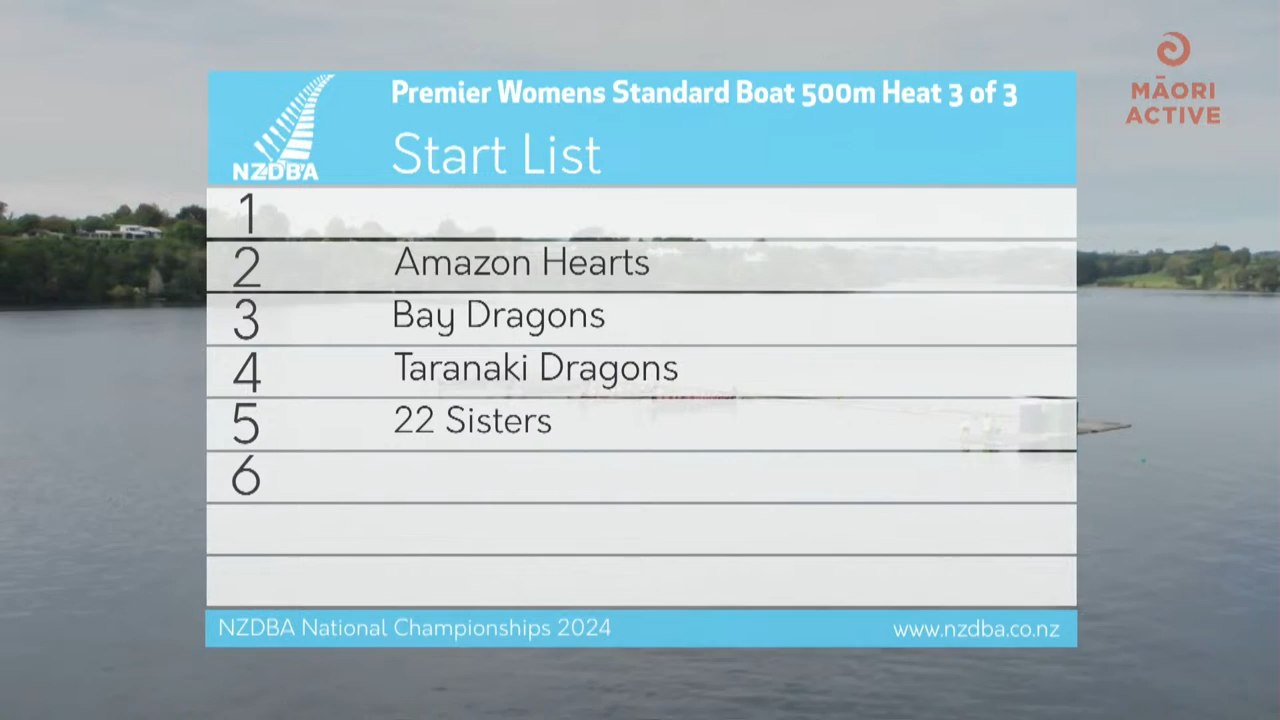 MĀORI
ACTIVE
NZDBA
Premier Womens Standard Boat 500m Heat 3 of 3
Start List
1
2 Amazon Hearts
3 Bay Dragons
4 Taranaki Dragons
5 22 Sisters
6
NZDBA National Championships 2024 www.nzdba.co.nz